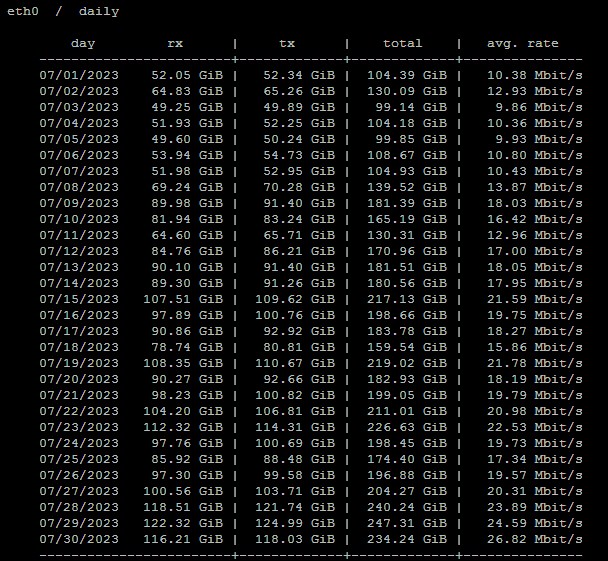 eth0  /  daily
day        rx      |     tx      |    total    |   avg. rate
------------------------+-------------+-------------+---------------
07/01/2023    52.05 GiB |   52.34 GiB |  104.39 GiB |   10.38 Mbit/s
07/02/2023    64.83 GiB |   65.26 GiB |  130.09 GiB |   12.93 Mbit/s
07/03/2023    49.25 GiB |   49.89 GiB |   99.14 GiB |    9.86 Mbit/s
07/04/2023    51.93 GiB |   52.25 GiB |  104.18 GiB |   10.36 Mbit/s
07/05/2023    49.60 GiB |   50.24 GiB |   99.85 GiB |    9.93 Mbit/s
07/06/2023    53.94 GiB |   54.73 GiB |  108.67 GiB |   10.80 Mbit/s
07/07/2023    51.98 GiB |   52.95 GiB |  104.93 GiB |   10.43 Mbit/s
07/08/2023    69.24 GiB |   70.28 GiB |  139.52 GiB |   13.87 Mbit/s
07/09/2023    89.98 GiB |   91.40 GiB |  181.39 GiB |   18.03 Mbit/s
07/10/2023    81.94 GiB |   83.24 GiB |  165.19 GiB |   16.42 Mbit/s
07/11/2023    64.60 GiB |   65.71 GiB |  130.31 GiB |   12.96 Mbit/s
07/12/2023    84.76 GiB |   86.21 GiB |  170.96 GiB |   17.00 Mbit/s
07/13/2023    90.10 GiB |   91.40 GiB |  181.51 GiB |   18.05 Mbit/s
07/14/2023    89.30 GiB |   91.26 GiB |  180.56 GiB |   17.95 Mbit/s
07/15/2023   107.51 GiB |  109.62 GiB |  217.13 GiB |   21.59 Mbit/s
07/16/2023    97.89 GiB |  100.76 GiB |  198.66 GiB |   19.75 Mbit/s
07/17/2023    90.86 GiB |   92.92 GiB |  183.78 GiB |   18.27 Mbit/s
07/18/2023    78.74 GiB |   80.81 GiB |  159.54 GiB |   15.86 Mbit/s
07/19/2023   108.35 GiB |  110.67 GiB |  219.02 GiB |   21.78 Mbit/s
07/20/2023    90.27 GiB |   92.66 GiB |  182.93 GiB |   18.19 Mbit/s
07/21/2023    98.23 GiB |  100.82 GiB |  199.05 GiB |   19.79 Mbit/s
07/22/2023   104.20 GiB |  106.81 GiB |  211.01 GiB |   20.98 Mbit/s
07/23/2023   112.32 GiB |  114.31 GiB |  226.63 GiB |   22.53 Mbit/s
07/24/2023    97.76 GiB |  100.69 GiB |  198.45 GiB |   19.73 Mbit/s
07/25/2023    85.92 GiB |   88.48 GiB |  174.40 GiB |   17.34 Mbit/s
07/26/2023    97.30 GiB |   99.58 GiB |  196.88 GiB |   19.57 Mbit/s
07/27/2023   100.56 GiB |  103.71 GiB |  204.27 GiB |   20.31 Mbit/s
07/28/2023   118.51 GiB |  121.74 GiB |  240.24 GiB |   23.89 Mbit/s
07/29/2023   122.32 GiB |  124.99 GiB |  247.31 GiB |   24.59 Mbit/s
07/30/2023   116.21 GiB |  118.03 GiB |  234.24 GiB |   26.82 Mbit/s
------------------------+-------------+-------------+---------------